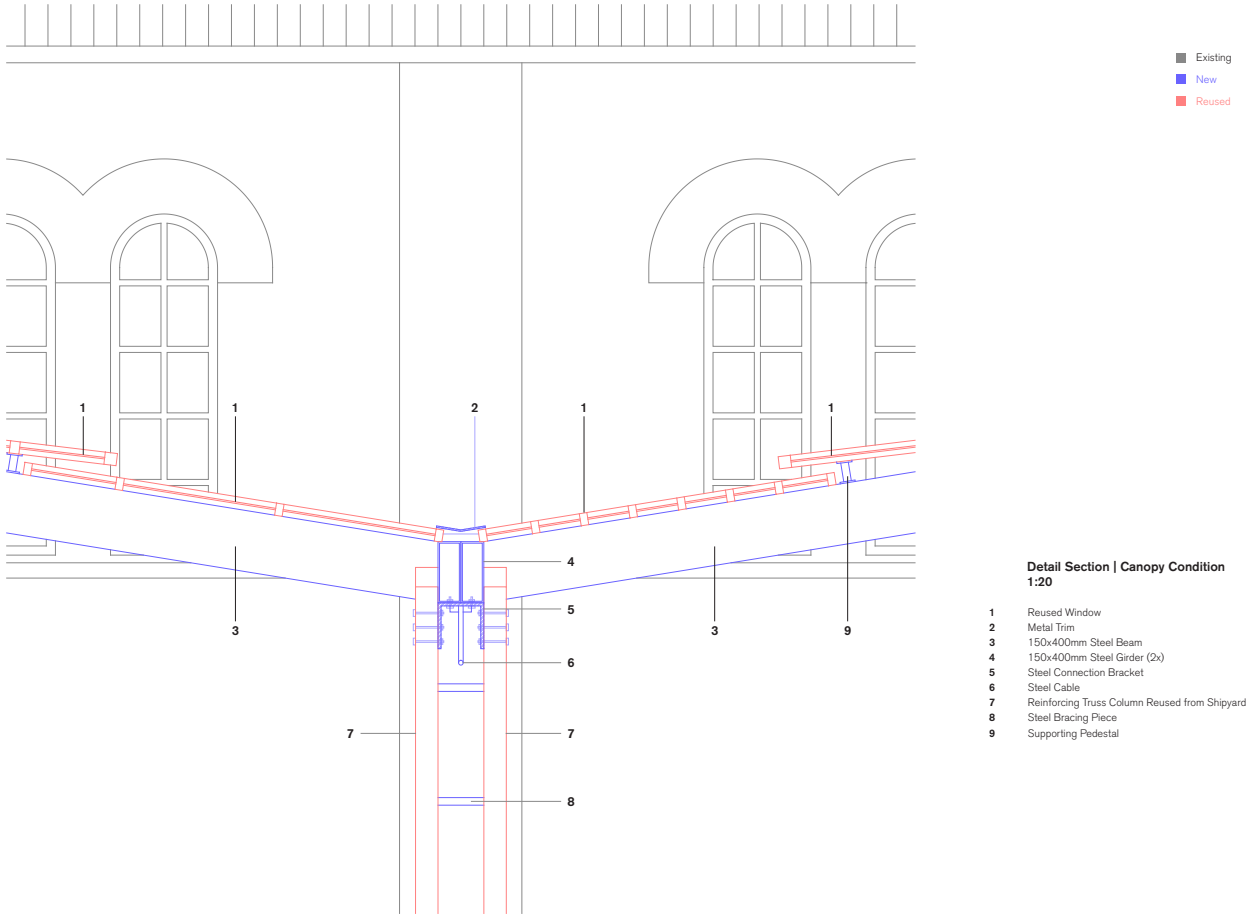 Existing
New
Reused
1 1 2 1 1
4
5
3 3 9
6
7 7
8
Detail Section | Canopy Condition
1:20
1 Reused Window
2 Metal Trim
3 150x400mm Steel Beam
4 150x400mm Steel Girder (2x)
5 Steel Connection Bracket
6 Steel Cable
7 Reinforcing Truss Column Reused from Shipyard
8 Steel Bracing Piece
9 Supporting Pedestal